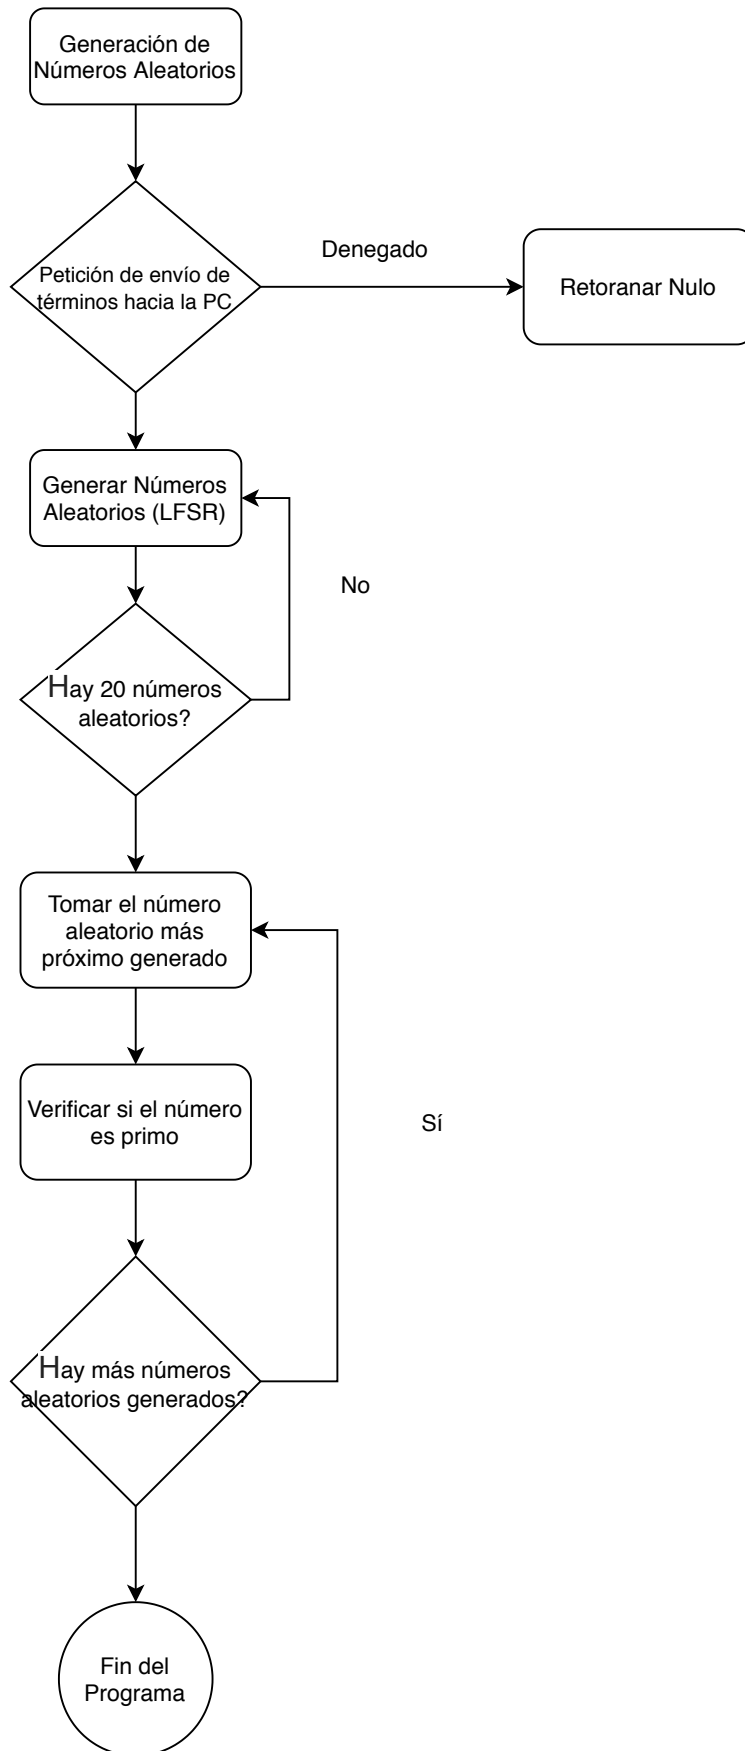 Generación de
Números Aleatorios
Petición de envío de
términos hacia la PC
Denegado
Retoranar Nulo
Generar Números
Aleatorios (LFSR)
No
Hay 20 números
aleatorios?
Tomar el número
aleatorio más
próximo generado
Verificar si el número
es primo
Sí
Hay más números
aleatorios generados?
Fin del
Programa